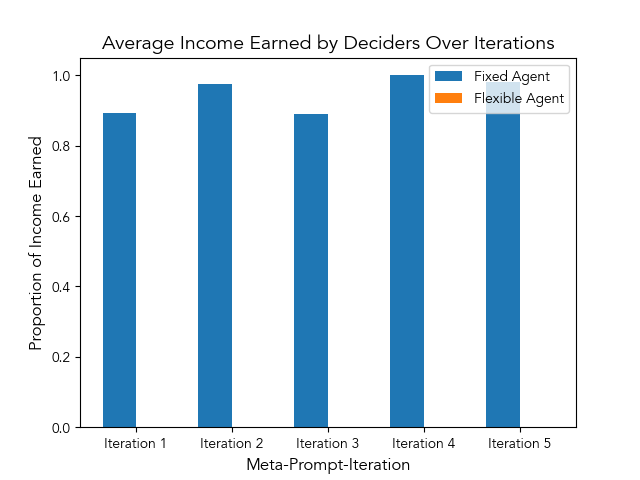 Average Income Earned by Deciders Over Iterations
Fixed Agent
Flexible Agent
1.0
0.8
0.6
0.4
0.2
0.0
Proportion of Income Earned
Iteration 1
Iteration 2
Iteration 3
Iteration 4
Iteration 5
Meta-Prompt-Iteration